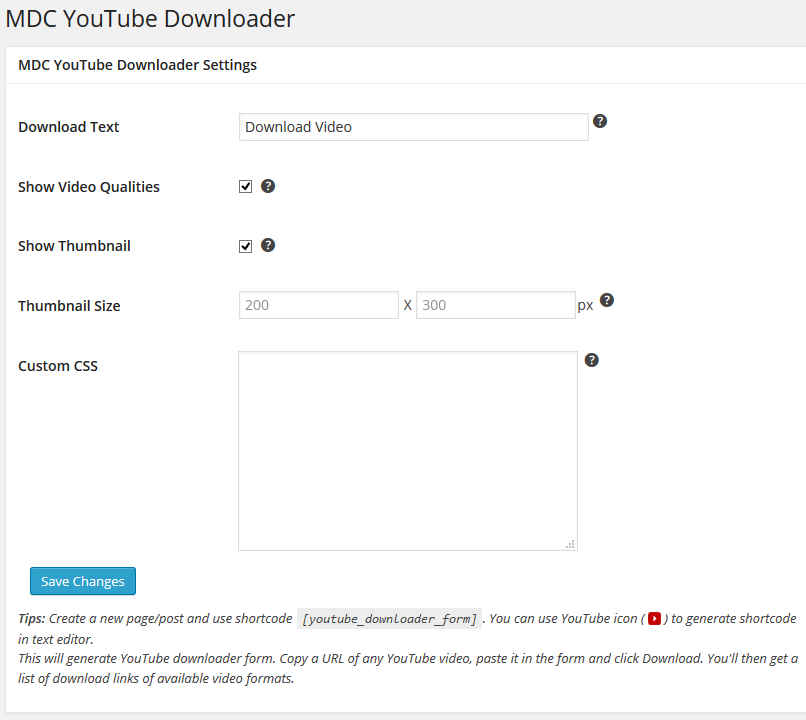 MDC YouTube Downloader
MDC YouTube Downloader Settings
Download Text
Download Video
?
Show Video Qualities
?
Show Thumbnail
?
Thumbnail Size
200 X 300 px
?
Custom CSS
?
Save Changes
Tips: Create a new page/post and use shortcode [youtube_downloader_form] . You can use YouTube icon ( ) to generate shortcode
in text editor.
This will generate YouTube downloader form. Copy a URL of any YouTube video, paste it in the form and click Download. You'll then get a
list of download links of available video formats.